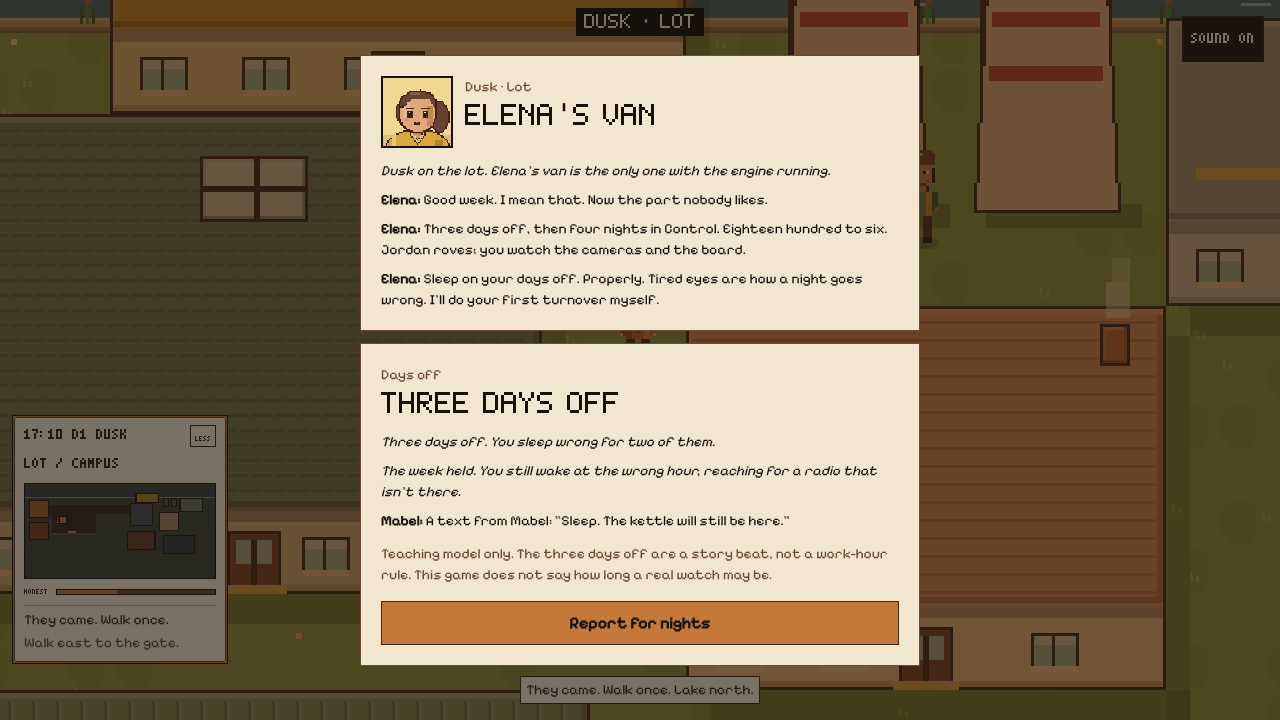 DUSK · LOT
SOUND ON
Dusk · Lot
ELENA'S VAN
Dusk on the lot. Elena's van is the only one with the engine running.
Elena: Good week. I mean that. Now the part nobody likes.
Elena: Three days off, then four nights in Control. Eighteen hundred to six.
Jordan roves; you watch the cameras and the board.
Elena: Sleep on your days off. Properly. Tired eyes are how a night goes
wrong. I'll do your first turnover myself.
Days off
THREE DAYS OFF
Three days off. You sleep wrong for two of them.
The week held. You still wake at the wrong hour, reaching for a radio that
isn't there.
Mabel: A text from Mabel: "Sleep. The kettle will still be here."
Teaching model only. The three days off are a story beat, not a work-hour
rule. This game does not say how long a real watch may be.
Report for nights
17:10 D1 DUSK
LESS
LOT / CAMPUS
HONEST
They came. Walk once.
Walk east to the gate.
They came. Walk once. Lake north.